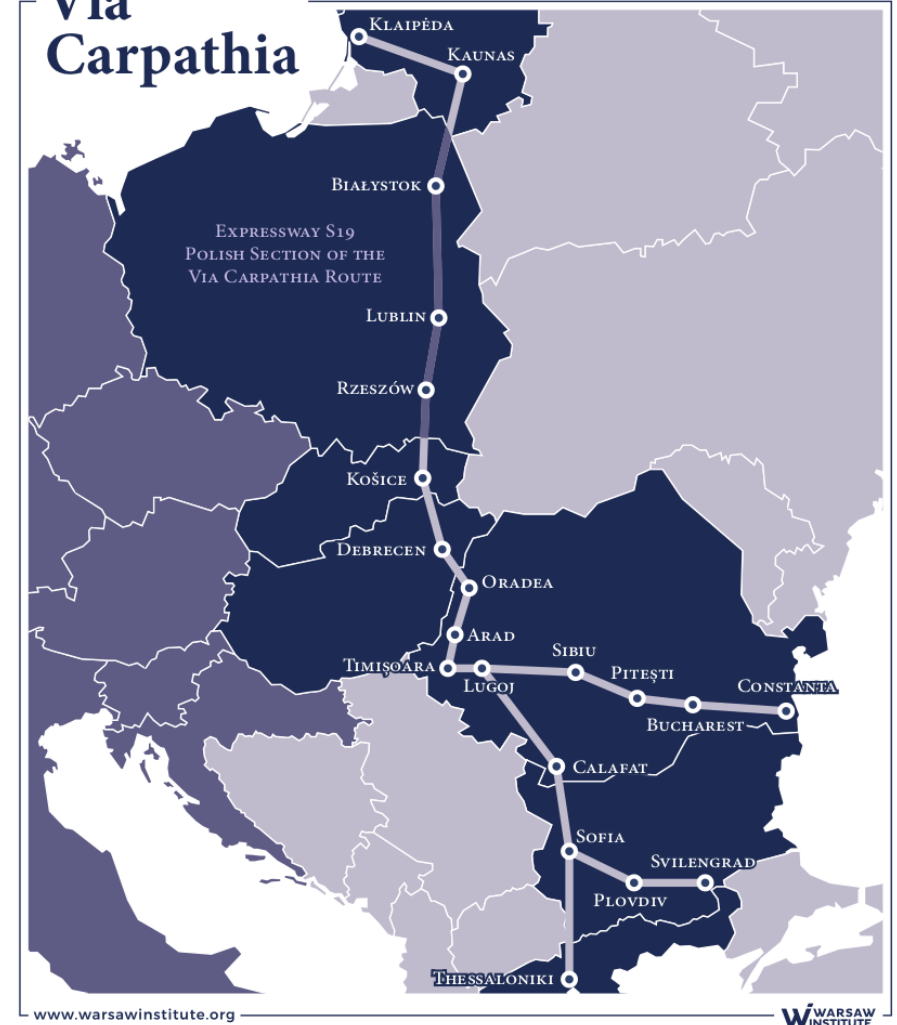 Via
Carpathia
Klaipėda
Kaunas
Białystok
Expressway S19
Polish Section of the
Via Carpathia Route
Lublin
Rzeszów
Košice
Debrecen
Oradea
Arad
Timișoara
Lugoj
Sibiu
Pitești
Constanta
Bucharest
Calafat
Sofia
Svilengrad
Plovdiv
Thessaloniki
www.warsawinstitute.org
WARSAW
INSTITUTE